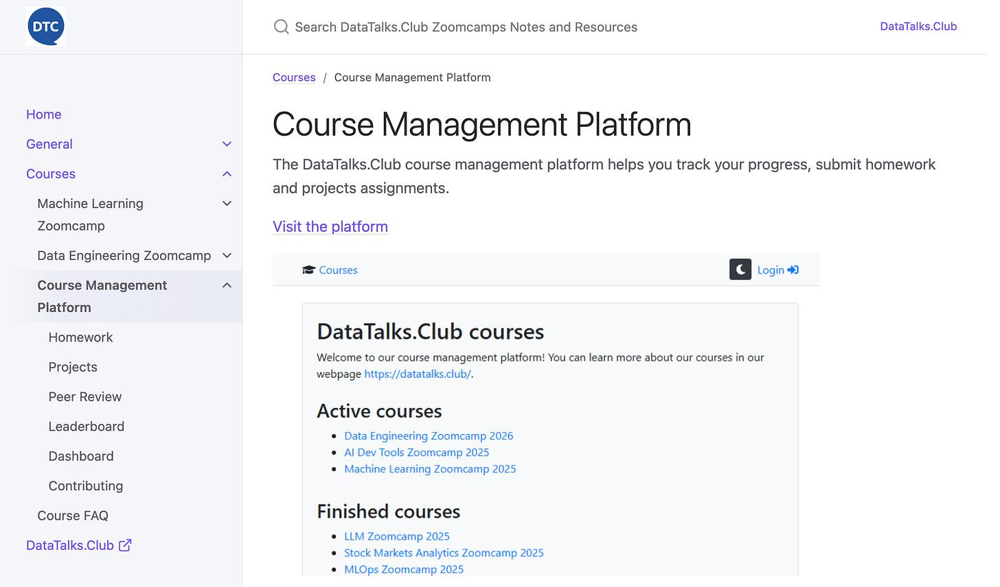 DTC
Search DataTalks.Club Zoomcamps Notes and Resources
DataTalks.Club
Home
General
Courses
Machine Learning
Zoomcamp
Data Engineering Zoomcamp
Course Management
Platform
Homework
Projects
Peer Review
Leaderboard
Dashboard
Contributing
Course FAQ
DataTalks.Club
Courses / Course Management Platform
Course Management Platform
The DataTalks.Club course management platform helps you track your progress, submit homework
and projects assignments.
Visit the platform
Courses
Login
DataTalks.Club courses
Welcome to our course management platform! You can learn more about our courses in our
webpage https://datatalks.club/.
Active courses
Data Engineering Zoomcamp 2026
AI Dev Tools Zoomcamp 2025
Machine Learning Zoomcamp 2025
Finished courses
LLM Zoomcamp 2025
Stock Markets Analytics Zoomcamp 2025
MLOps Zoomcamp 2025